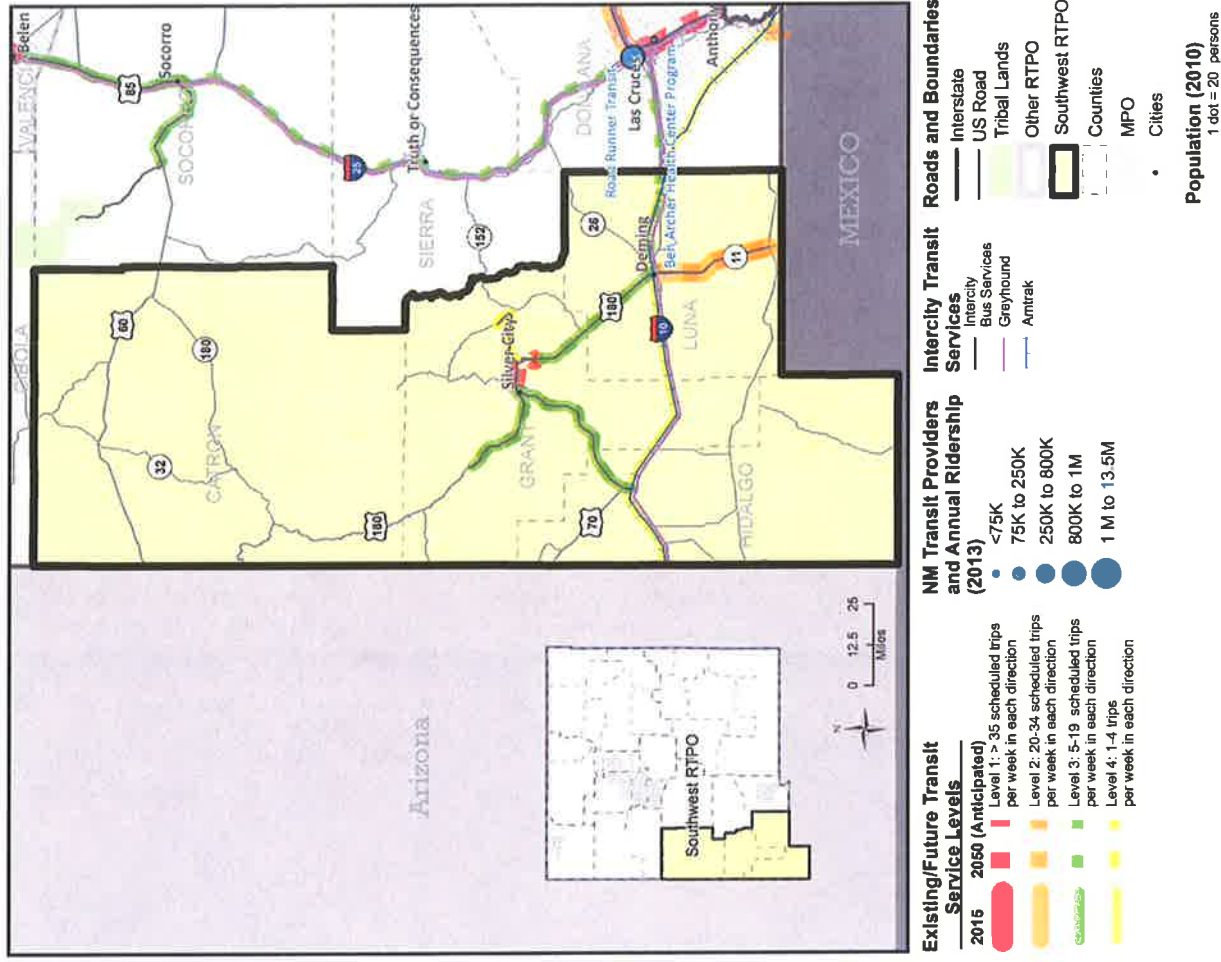 Belen
VALENCIA
CIBOLA
85
Socorro
SOCORRO
60
180
32
CATRON
25
Truth or Consequences
SIERRA
152
DONA ANA
Road Runner Transit
Las Cruces
Ben Archer Health Center Program
Anthony
26
Deming
11
MEXICO
180
Silver City
GRANT
LUNA
10
180
70
HIDALGO
Arizona
Southwest RTPO
N
0 12.5 25
Miles
Existing/Future Transit
Service Levels
2015 2050 (Anticipated)
Level 1: > 35 scheduled trips
per week in each direction
Level 2: 20-34 scheduled trips
per week in each direction
Level 3: 5-19 scheduled trips
per week in each direction
Level 4: 1-4 trips
per week in each direction
NM Transit Providers
and Annual Ridership
(2013)
<75K
75K to 250K
250K to 800K
800K to 1M
1 M to 13.5M
Intercity Transit
Services
Intercity
Bus Services
Greyhound
Amtrak
Roads and Boundaries
Interstate
US Road
Tribal Lands
Other RTPO
Southwest RTPO
Counties
MPO
Cities
Population (2010)
1 dot = 20 persons